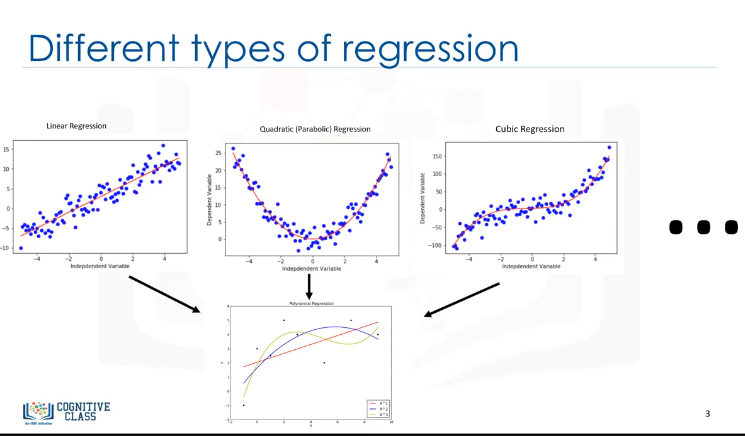 Different types of regression
Linear Regression
Quadratic (Parabolic) Regression
Cubic Regression
15
10
5
0
−5
−10
−4
−2
0
2
4
Independent Variable
Dependent Variable
25
20
15
10
5
0
−4
−2
0
2
4
Indepdendent Variable
Dependent Variable
150
100
50
0
−50
−100
−4
−2
0
2
4
Indepdendent Variable
Polynomial Regression
COGNITIVE
CLASS
An IBM Initiative
3